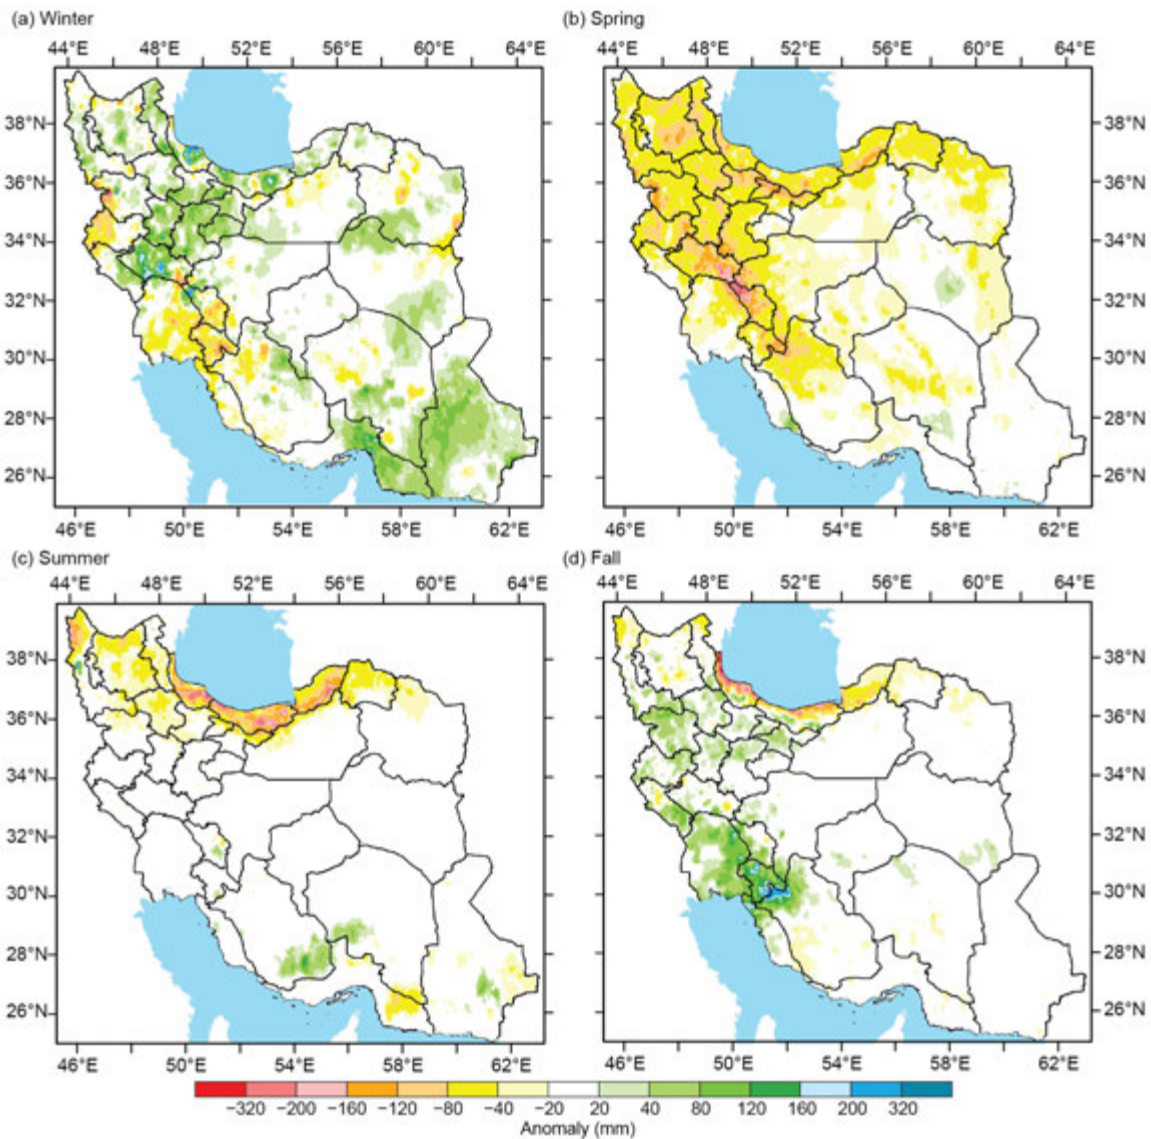 (a) Winter
44°E 48°E 52°E 56°E 60°E 64°E
38°N
36°N
34°N
32°N
30°N
28°N
26°N
46°E 50°E 54°E 58°E 62°E
(b) Spring
44°E 48°E 52°E 56°E 60°E 64°E
38°N
36°N
34°N
32°N
30°N
28°N
26°N
46°E 50°E 54°E 58°E 62°E
(c) Summer
44°E 48°E 52°E 56°E 60°E 64°E
38°N
36°N
34°N
32°N
30°N
28°N
26°N
46°E 50°E 54°E 58°E 62°E
(d) Fall
44°E 48°E 52°E 56°E 60°E 64°E
38°N
36°N
34°N
32°N
30°N
28°N
26°N
46°E 50°E 54°E 58°E 62°E
−320 −200 −160 −120 −80 −40 −20 20 40 80 120 160 200 320
Anomaly (mm)